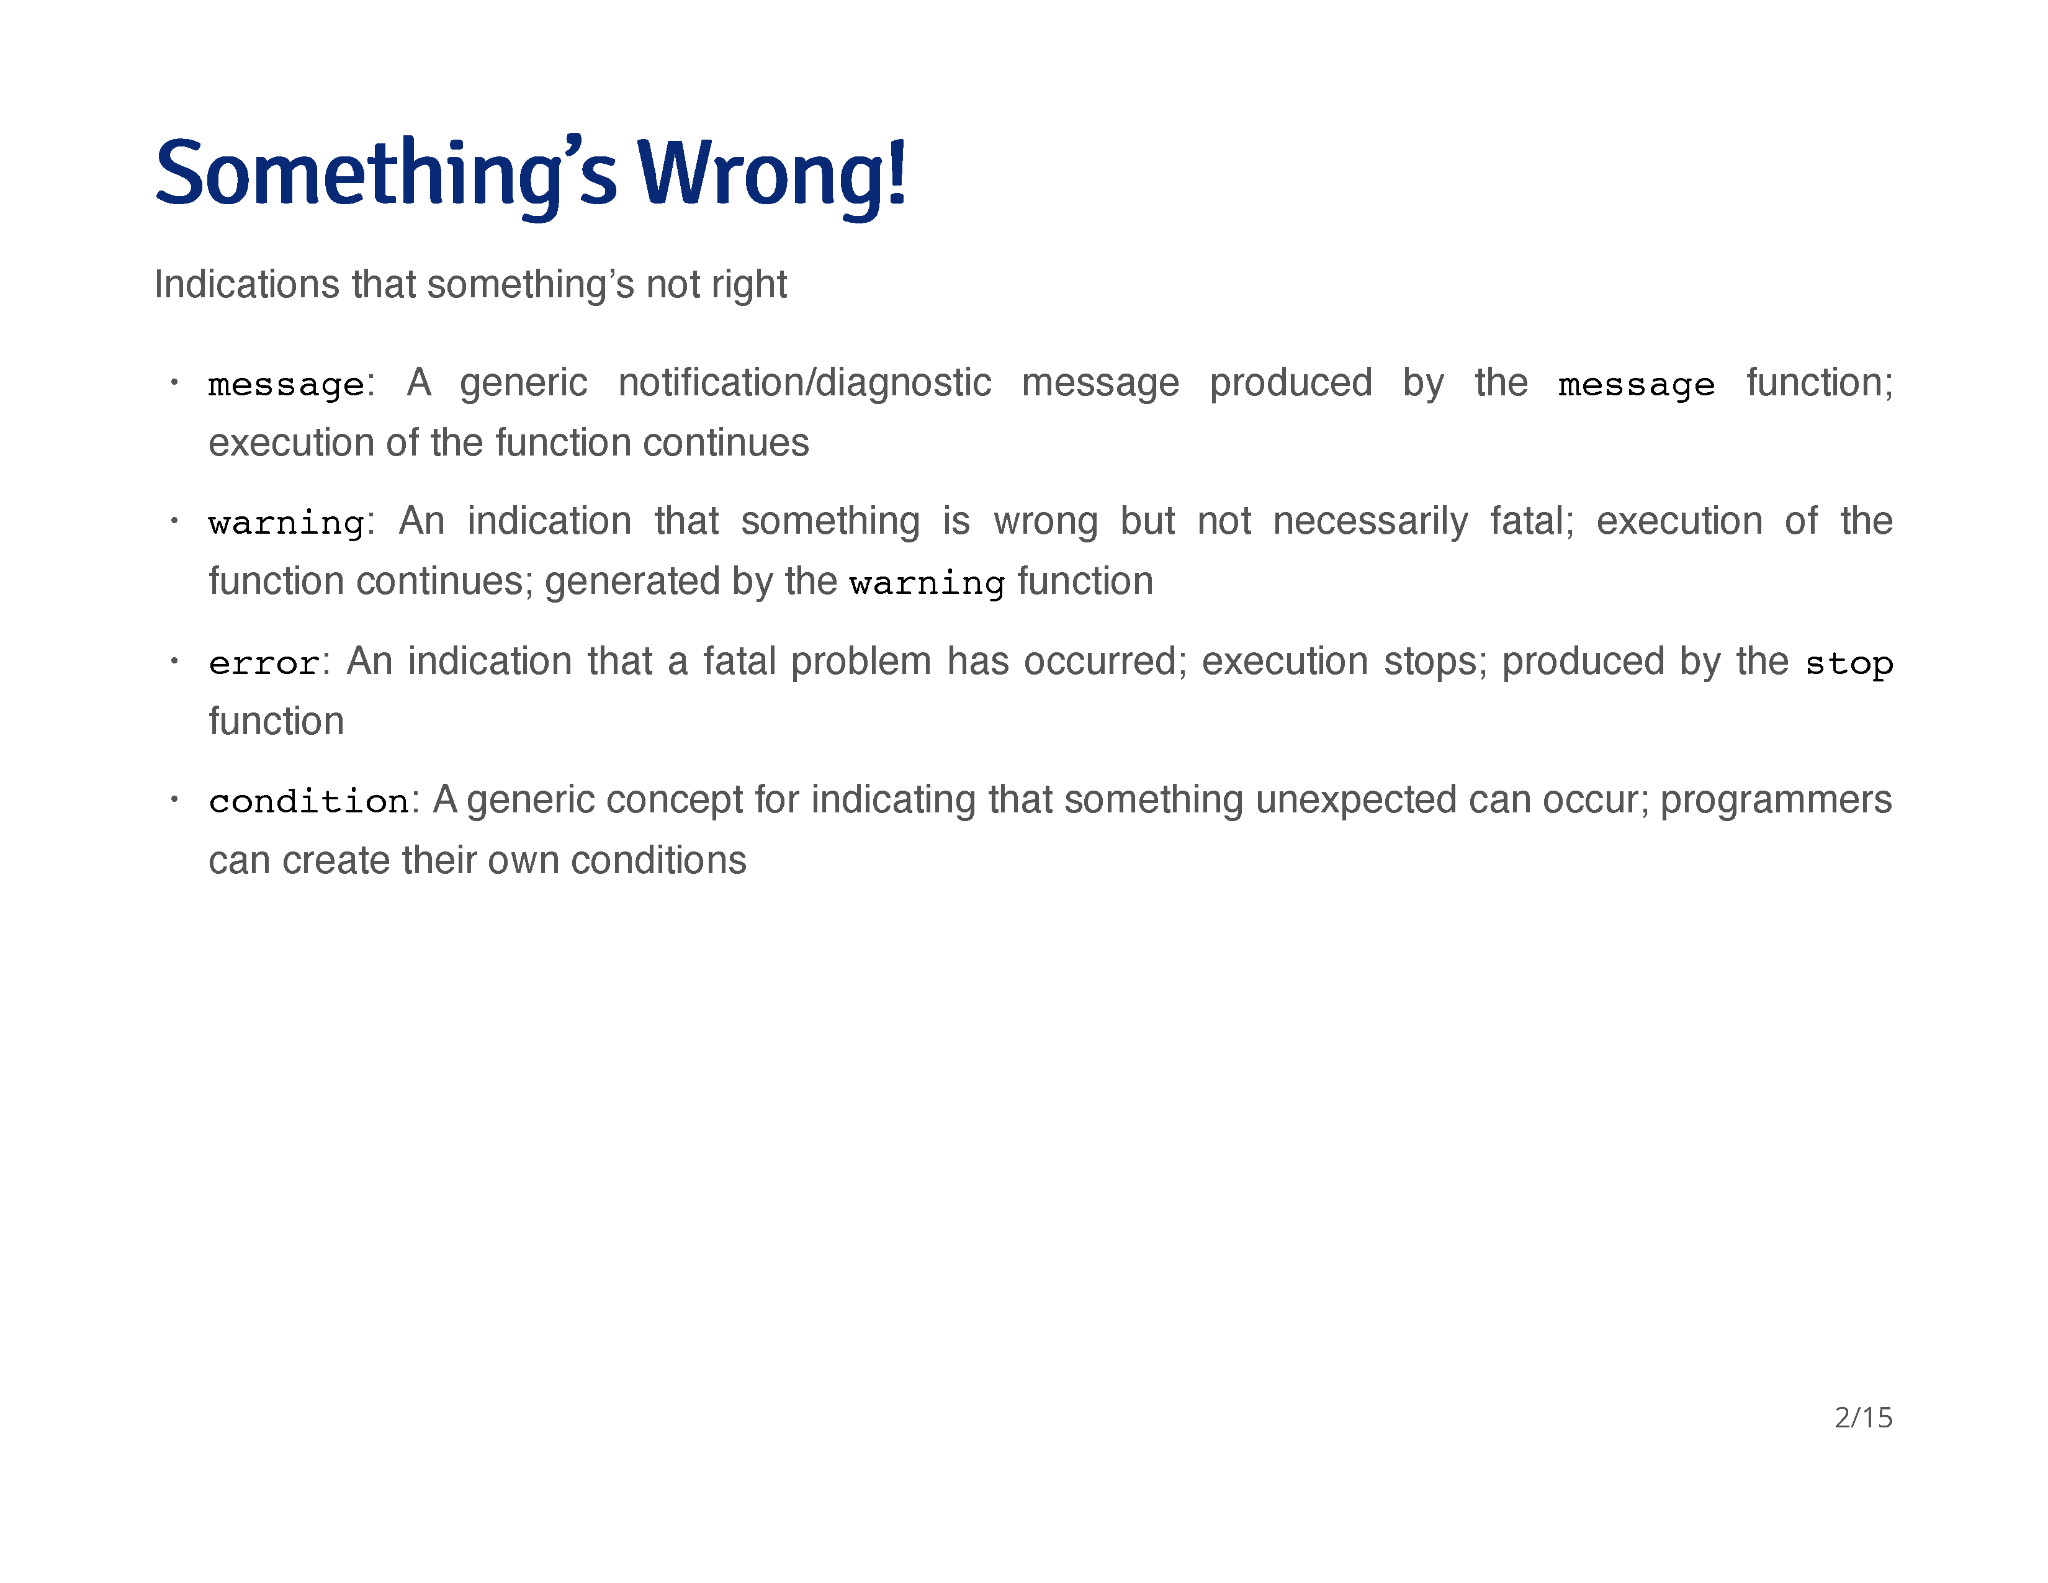 Something’s Wrong!
Indications that something’s not right
· message: A generic notification/diagnostic message produced by the message function;
execution of the function continues
· warning: An indication that something is wrong but not necessarily fatal; execution of the
function continues; generated by the warning function
· error: An indication that a fatal problem has occurred; execution stops; produced by the stop
function
· condition: A generic concept for indicating that something unexpected can occur; programmers
can create their own conditions
2/15